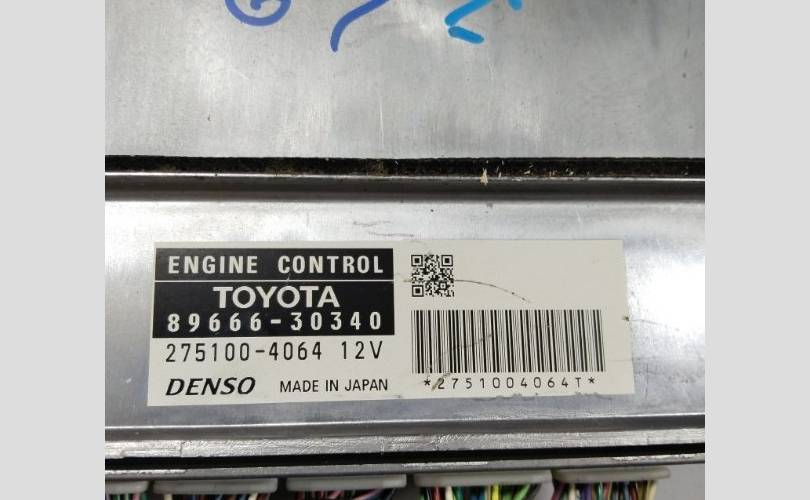 ENGINE CONTROL
TOYOTA
89666-30340
275100-4064 12V
DENSO MADE IN JAPAN
*2751004064T*